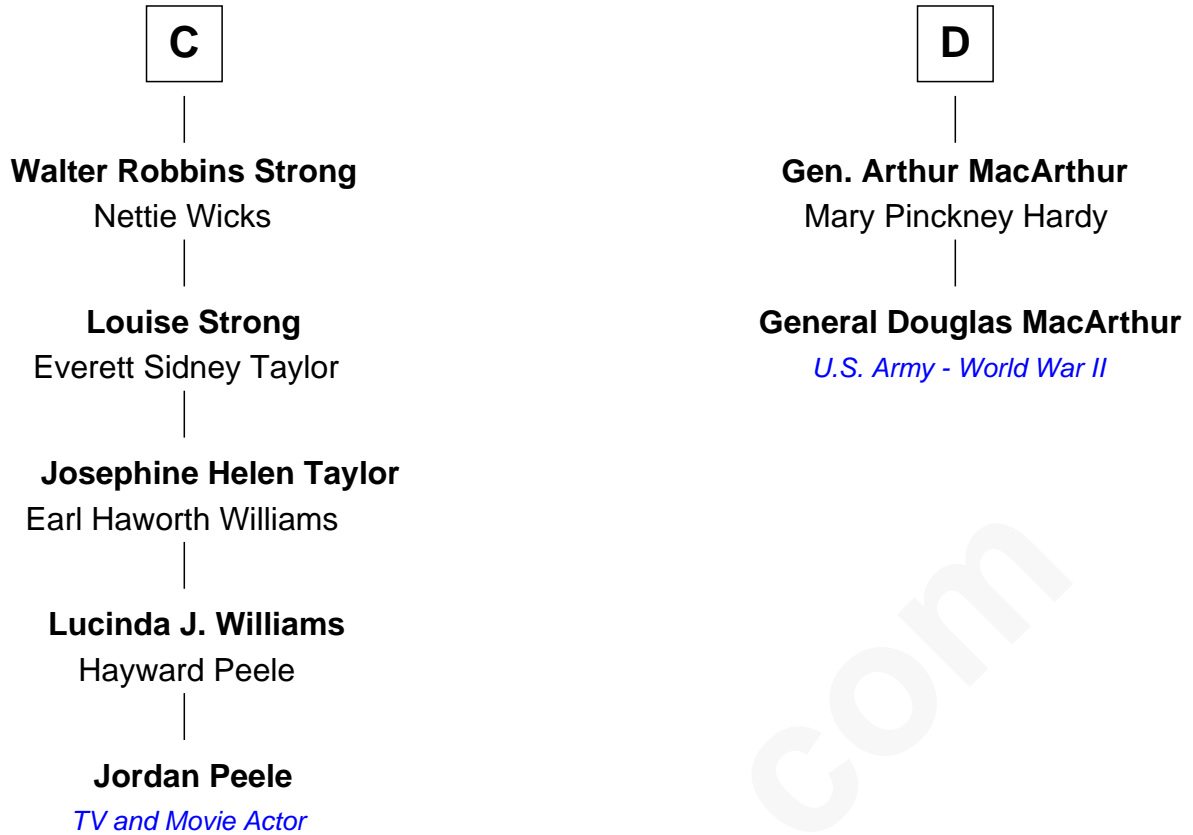 C
Walter Robbins Strong
Nettie Wicks
Louise Strong
Everett Sidney Taylor
Josephine Helen Taylor
Earl Haworth Williams
Lucinda J. Williams
Hayward Peele
Jordan Peele
TV and Movie Actor
D
Gen. Arthur MacArthur
Mary Pinckney Hardy
General Douglas MacArthur
U.S. Army - World War II
com